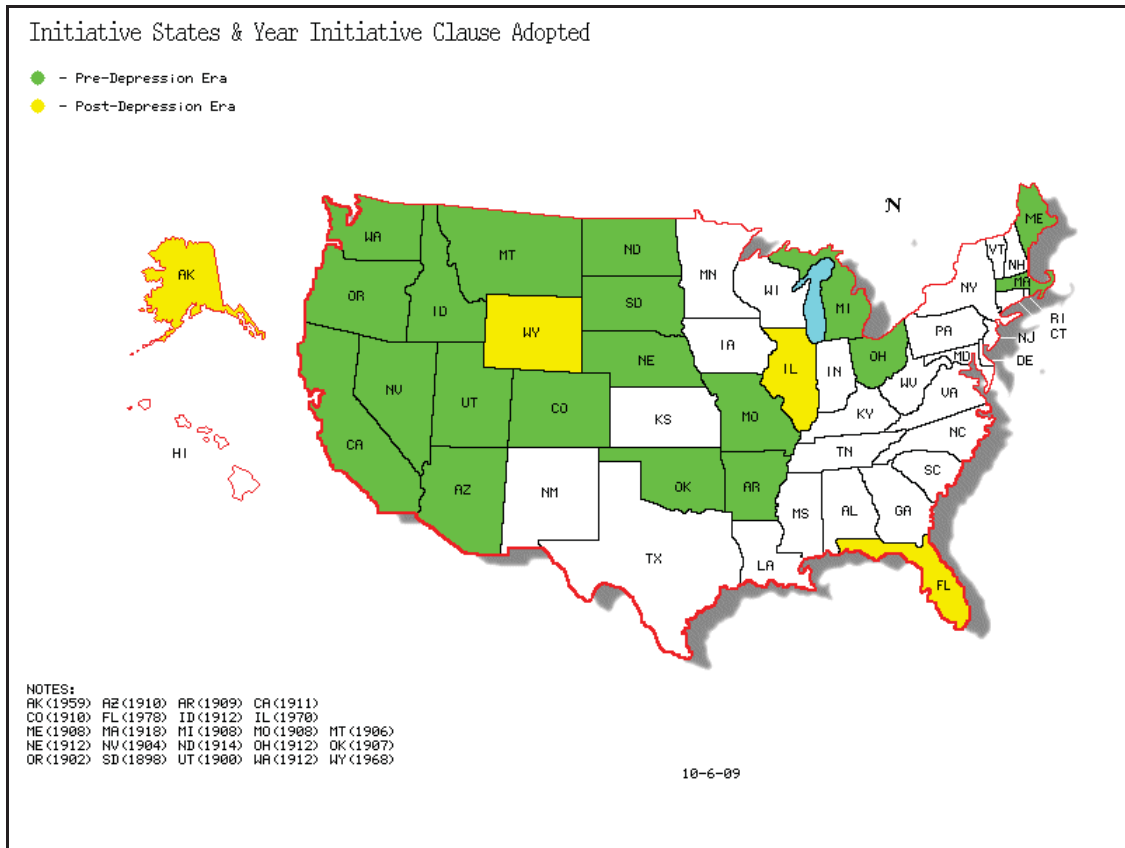 Initiative States & Year Initiative Clause Adopted
- Pre-Depression Era
- Post-Depression Era
N
WA
MT
ND
MN
ME
VT
NH
AK
OR
ID
SD
WI
MI
NY
MA
RI
CT
WY
IA
PA
NJ
DE
NV
UT
CO
NE
IL
IN
OH
MD
WV
VA
KS
MO
KY
NC
CA
HI
TN
SC
AZ
NM
OK
AR
MS
AL
GA
TX
LA
FL
NOTES:
AK(1959) AZ(1910) AR(1909) CA(1911)
CO(1910) FL(1978) ID(1912) IL(1970)
ME(1908) MA(1918) MI(1908) MO(1908) MT(1906)
NE(1912) NV(1904) ND(1914) OH(1912) OK(1907)
OR(1902) SD(1898) UT(1900) WA(1912) WY(1968)
10-6-09